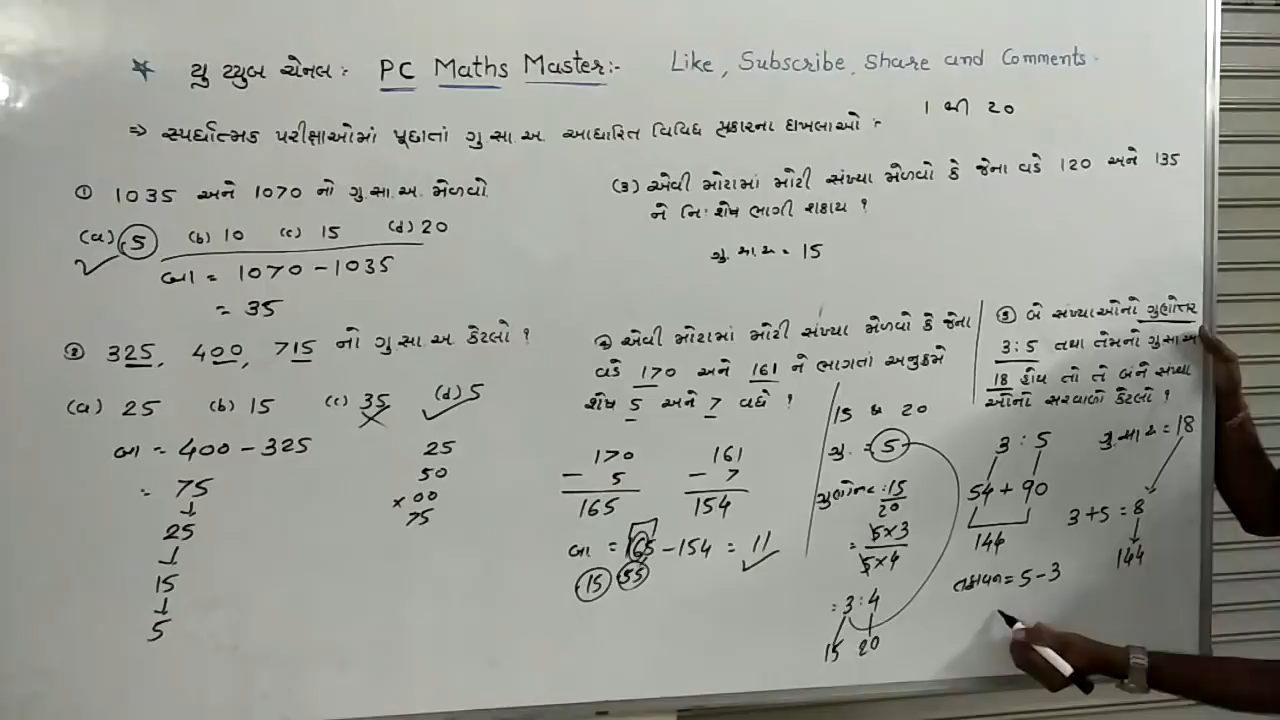 ★ યુ ટ્યુબ ચેનલ :- PC Maths Master:- Like, Subscribe, Share and Comments.
⇒ સ્પર્ધાત્મક પરીક્ષાઓમાં પૂછાતાં ગુ.સા.અ. આધારિત વિવિધ પ્રકારના દાખલાઓ :- 1 થી 20
① 1035 અને 1070 નો ગુ.સા.અ. મેળવો.
(a) 5 (b) 10 (c) 15 (d) 20
= 1070 - 1035
= 35
② 325, 400, 715 નો ગુ.સા.અ. કેટલો ?
(a) 25 (b) 15 (c) 35 (d) 5
= 400 - 325
= 75
25
15
5
25
50
×00
75
(3) એવી મોટામાં મોટી સંખ્યા મેળવો કે જેના વડે 120 અને 135
ને નિઃશેષ ભાગી શકાય ?
ગુ.સા.અ. = 15
એવી મોટામાં મોટી સંખ્યા મેળવો કે જેના
વડે 170 અને 161 ને ભાગતાં અનુક્રમે
શેષ 5 અને 7 વધે ?
170 161
- 5 - 7
165 154
= 165 - 154 = 11
15 55
15 & 20
ગુ. = 5
ગુણોત્તર : 15
20
= 5×3
5×4
= 3:4
15 20
⑤ બે સંખ્યાઓનો ગુણોત્તર
3:5 તથા તેમનો ગુ.સા.અ
18 હોય તો તે બંને સંખ્યા
ઓનો સરવાળો કેટલો ?
3 : 5 ગુ.સા.અ. = 18
54 + 90
3+5 = 8
144
144
તફાવત = 5-3